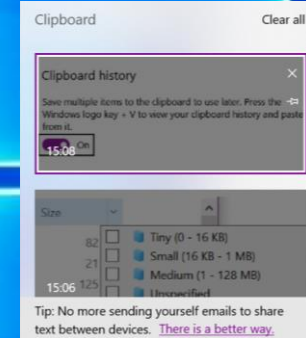 Clipboard Clear all
Clipboard history
Save multiple items to the clipboard to use later. Press the
Windows logo key + V to view your clipboard history and paste
from it.
On
15:08
Size
82 Tiny (0 - 16 KB)
21 Small (16 KB - 1 MB)
125 Medium (1 - 128 MB)
15:06
Unspecified
Tip: No more sending yourself emails to share
text between devices. There is a better way.